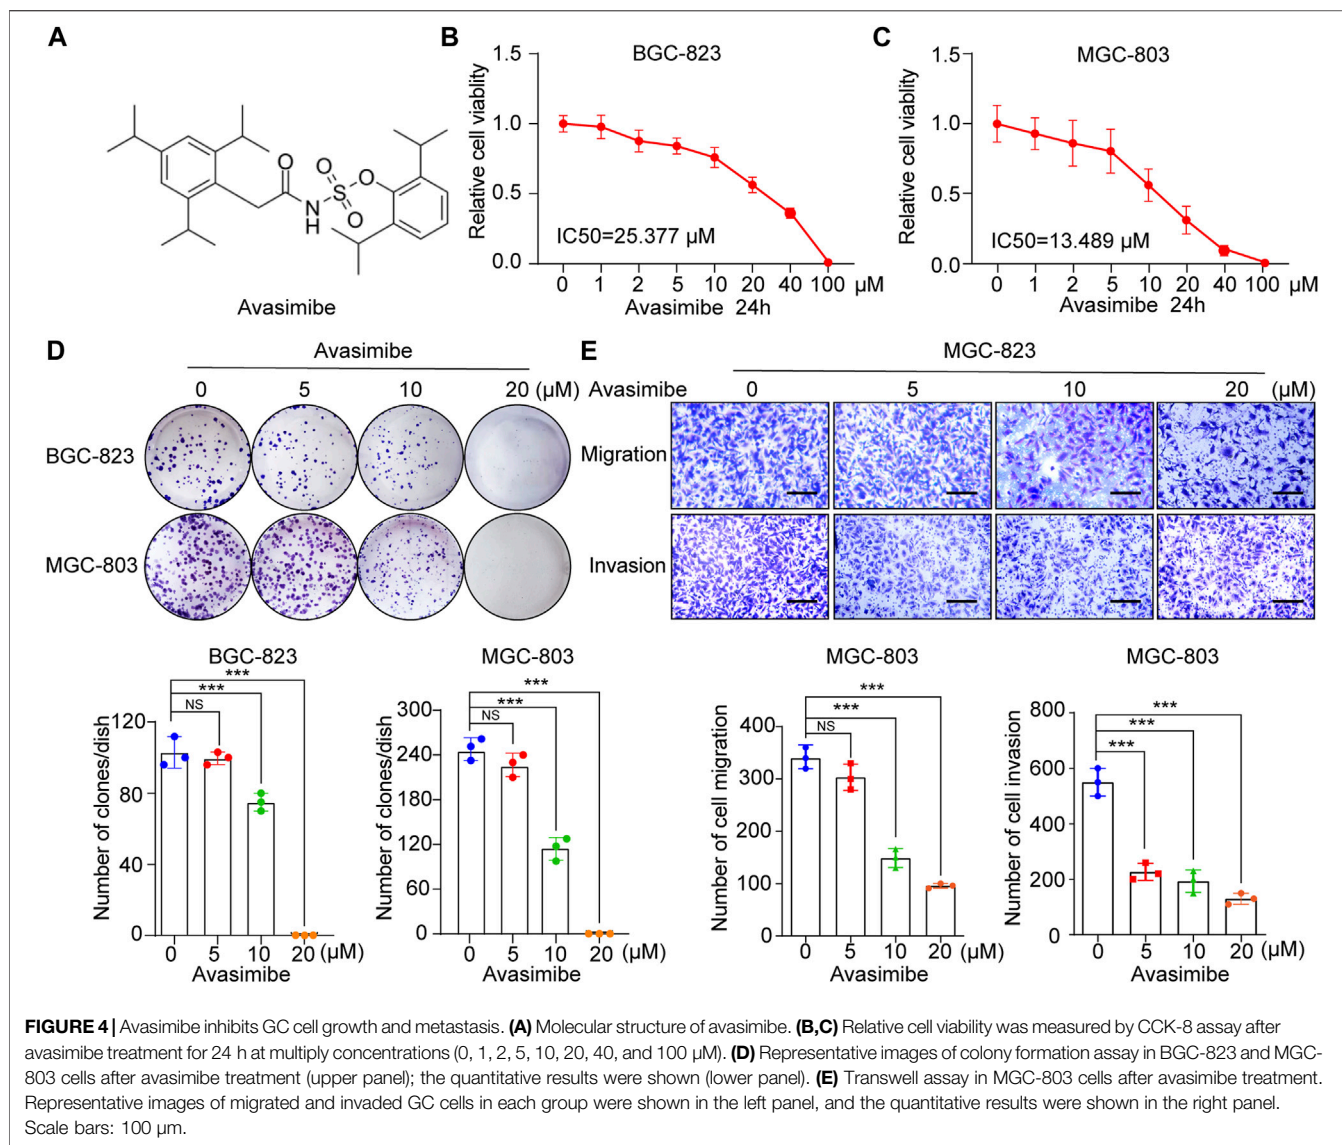 A
O
O
O
S
O
N
H
Avasimibe
B
BGC-823
Relative cell viablity
1.5
1.0
0.5
0.0
IC50=25.377 µM
0 1 2 5 10 20 40 100 µM
Avasimibe 24h
C
MGC-803
Relative cell viability
1.5
1.0
0.5
0.0
IC50=13.489 µM
0 1 2 5 10 20 40 100 µM
Avasimibe 24h
D
Avasimibe
0 5 10 20 (µM)
BGC-823
MGC-803
E
MGC-823
Avasimibe 0 5 10 20 (µM)
Migration
Invasion
BGC-823
***
***
NS
Number of clones/dish
120
80
40
0
0 5 10 20 (µM)
Avasimibe
MGC-803
***
***
NS
Number of clones/dish
300
240
180
120
60
0
0 5 10 20 (µM)
Avasimibe
MGC-803
***
***
NS
Number of cell migration
400
300
200
100
0
0 5 10 20 (µM)
Avasimibe
MGC-803
***
***
***
Number of cell invasion
800
600
400
200
0
0 5 10 20 (µM)
Avasimibe
FIGURE 4 | Avasimibe inhibits GC cell growth and metastasis. (A) Molecular structure of avasimibe. (B,C) Relative cell viability was measured by CCK-8 assay after
avasimibe treatment for 24 h at multiply concentrations (0, 1, 2, 5, 10, 20, 40, and 100 µM). (D) Representative images of colony formation assay in BGC-823 and MGC-
803 cells after avasimibe treatment (upper panel); the quantitative results were shown (lower panel). (E) Transwell assay in MGC-803 cells after avasimibe treatment.
Representative images of migrated and invaded GC cells in each group were shown in the left panel, and the quantitative results were shown in the right panel.
Scale bars: 100 µm.